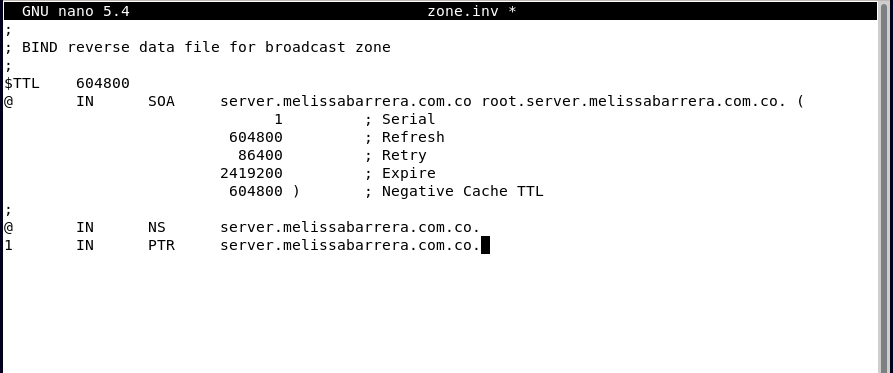 GNU nano 5.4 zone.inv *
;
; BIND reverse data file for broadcast zone
;
$TTL 604800
@ IN SOA server.melissabarrera.com.co root.server.melissabarrera.com.co. (
1 ; Serial
604800 ; Refresh
86400 ; Retry
2419200 ; Expire
604800 ) ; Negative Cache TTL
;
@ IN NS server.melissabarrera.com.co.
1 IN PTR server.melissabarrera.com.co.